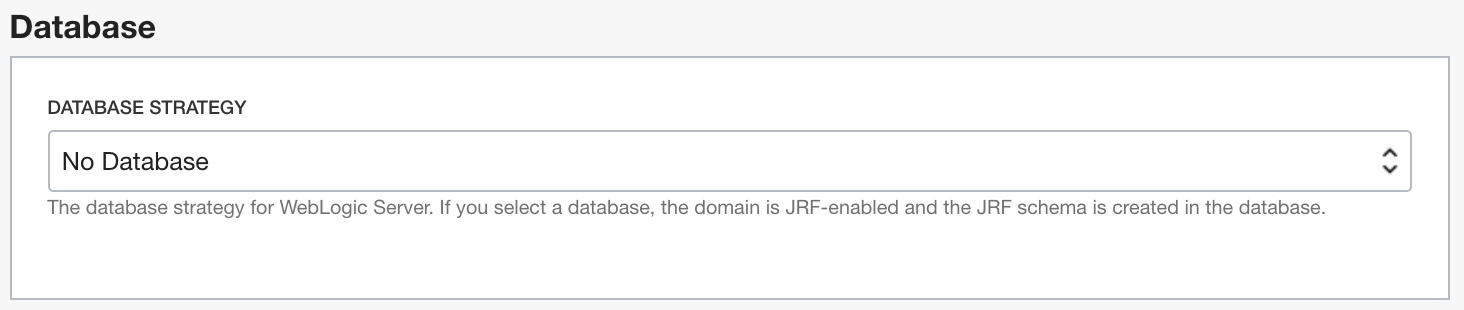 Database
DATABASE STRATEGY
No Database
The database strategy for WebLogic Server. If you select a database, the domain is JRF-enabled and the JRF schema is created in the database.